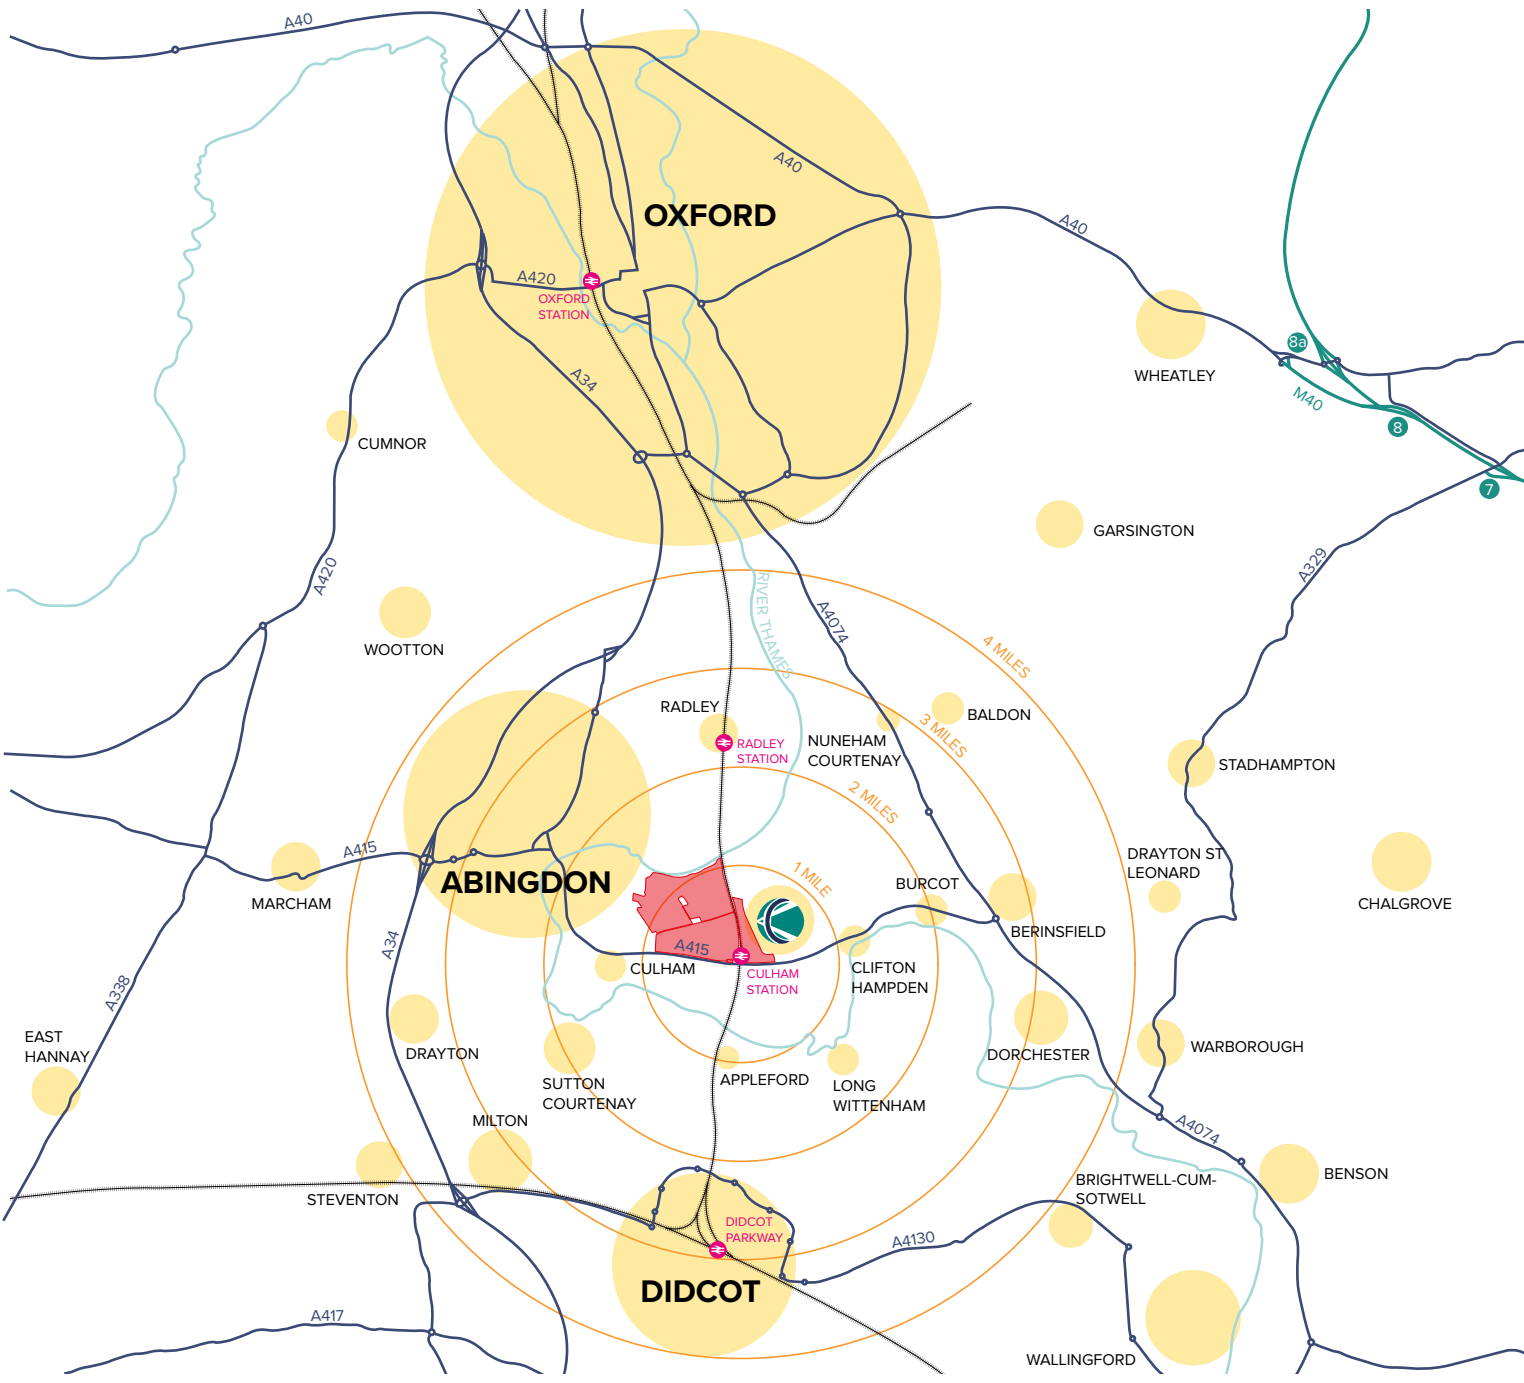 A40
OXFORD
A40
A40
A420
OXFORD
STATION
8a
WHEATLEY
M40
8
A34
CUMNOR
7
GARSINGTON
A329
A420
RIVER THAMES
A4074
WOOTTON
4 MILES
RADLEY
BALDON
3 MILES
RADLEY
STATION
NUNEHAM
COURTENAY
STADHAMPTON
2 MILES
A415
DRAYTON ST
LEONARD
1 MILE
ABINGDON
BURCOT
MARCHAM
CHALGROVE
BERINSFIELD
A34
A415
CULHAM
CULHAM
STATION
CLIFTON
HAMPDEN
A338
EAST
HANNAY
DRAYTON
DORCHESTER
WARBOROUGH
SUTTON
COURTENAY
APPLEFORD
LONG
WITTENHAM
MILTON
A4074
STEVENTON
BRIGHTWELL-CUM-
SOTWELL
BENSON
DIDCOT
PARKWAY
A4130
DIDCOT
A417
WALLINGFORD